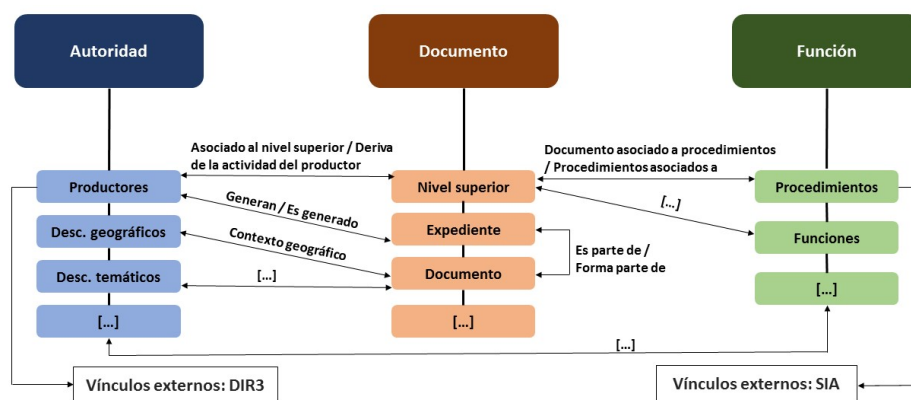 Autoridad
Documento
Función
Asociado al nivel superior / Deriva
de la actividad del productor
Documento asociado a procedimientos
/ Procedimientos asociados a
Productores
Nivel superior
Procedimientos
Generan / Es generado
[...]
Desc. geográficos
Expediente
Funciones
Contexto geográfico
Es parte de /
Forma parte de
Desc. temáticos
[...]
Documento
[...]
[...]
[...]
[...]
Vínculos externos: DIR3
Vínculos externos: SIA